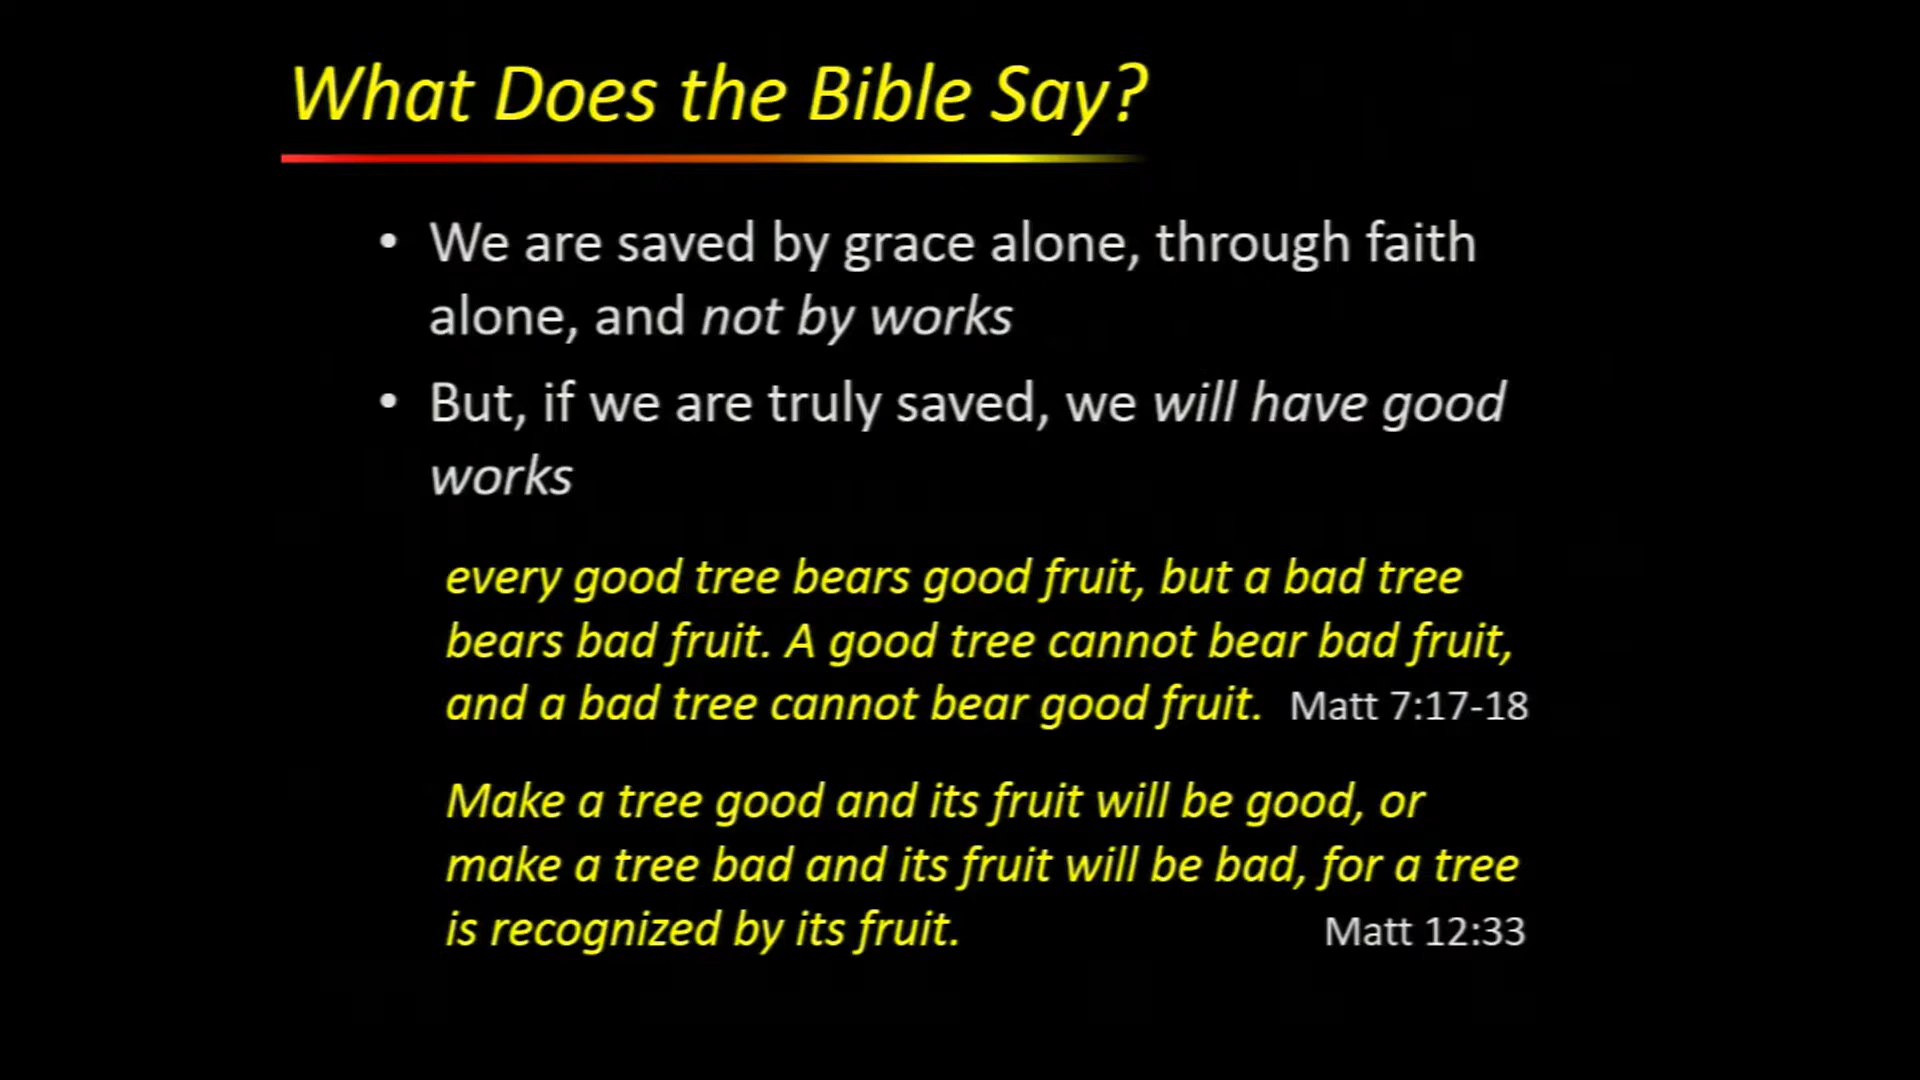 What Does the Bible Say?
• We are saved by grace alone, through faith
alone, and not by works
• But, if we are truly saved, we will have good
works
every good tree bears good fruit, but a bad tree
bears bad fruit. A good tree cannot bear bad fruit,
and a bad tree cannot bear good fruit. Matt 7:17-18
Make a tree good and its fruit will be good, or
make a tree bad and its fruit will be bad, for a tree
is recognized by its fruit. Matt 12:33